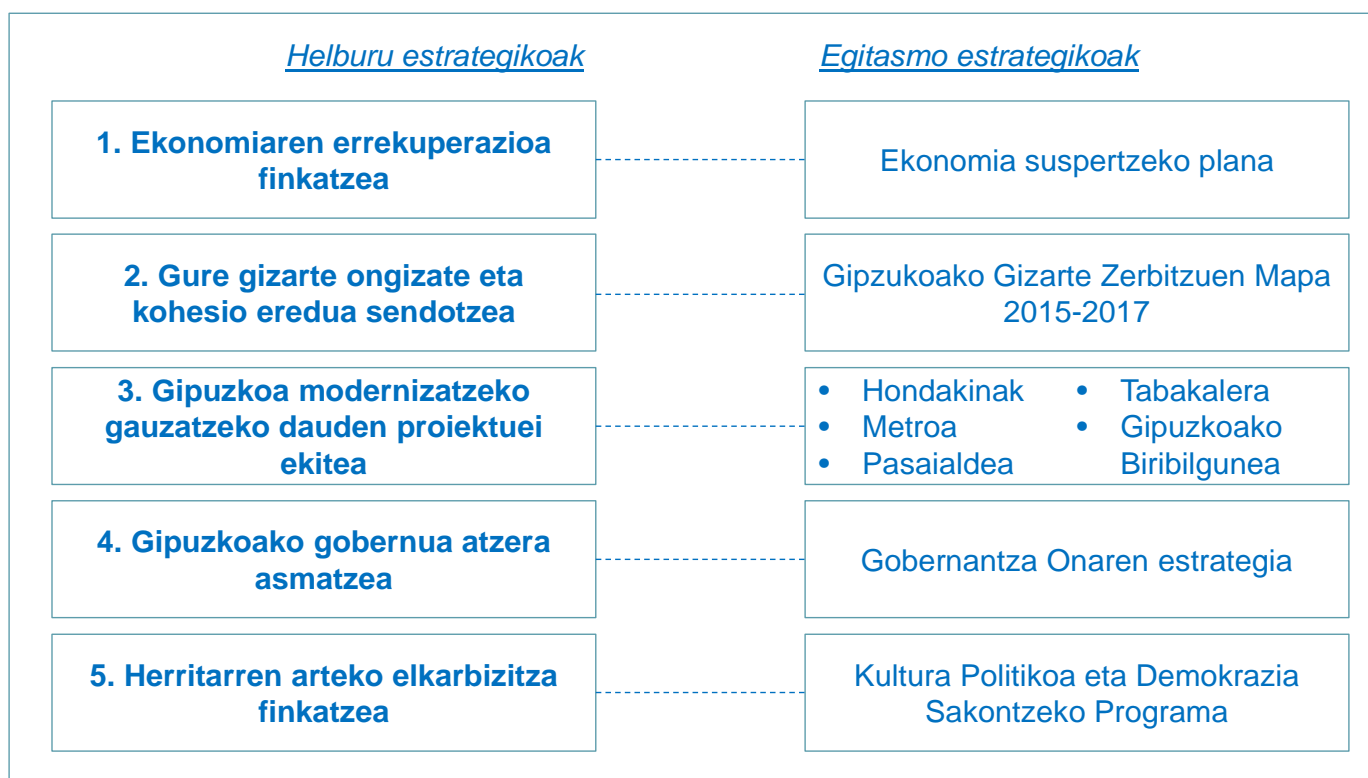 Helburu estrategikoak
Egitasmo estrategikoak
1. Ekonomiaren errekuperazioa
finkatzea
Ekonomia suspertzeko plana
2. Gure gizarte ongizate eta
kohesio eredua sendotzea
Gipzukoako Gizarte Zerbitzuen Mapa
2015-2017
3. Gipuzkoa modernizatzeko
gauzatzeko dauden proiektuei
ekitea
• Hondakinak
• Metroa
• Pasaialdea
• Tabakalera
• Gipuzkoako
Biribilgunea
4. Gipuzkoako gobernua atzera
asmatzea
Gobernantza Onaren estrategia
5. Herritarren arteko elkarbizitza
finkatzea
Kultura Politikoa eta Demokrazia
Sakontzeko Programa